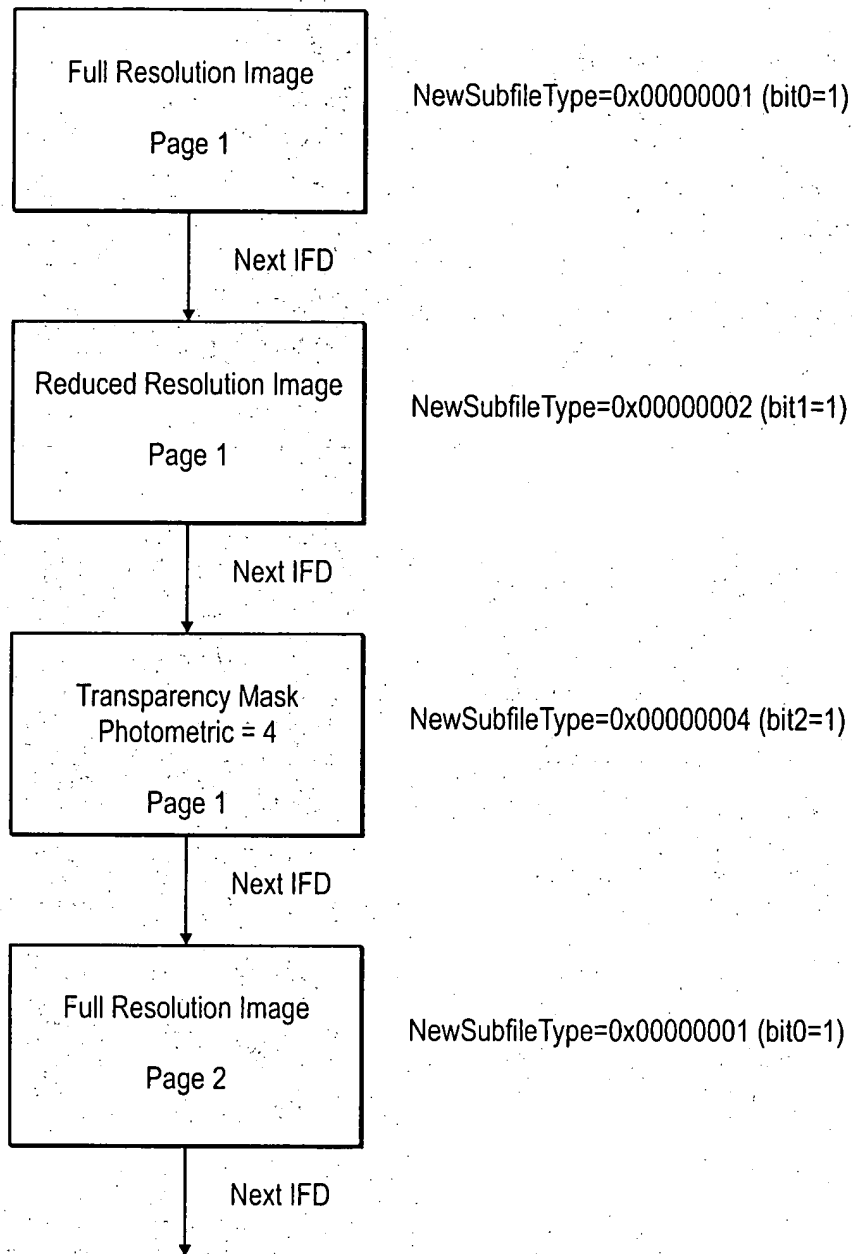 Full Resolution Image
Page 1
NewSubfileType=0x00000001 (bit0=1)
Next IFD
Reduced Resolution Image
Page 1
NewSubfileType=0x00000002 (bit1=1)
Next IFD
Transparency Mask
Photometric = 4
Page 1
NewSubfileType=0x00000004 (bit2=1)
Next IFD
Full Resolution Image
Page 2
NewSubfileType=0x00000001 (bit0=1)
Next IFD